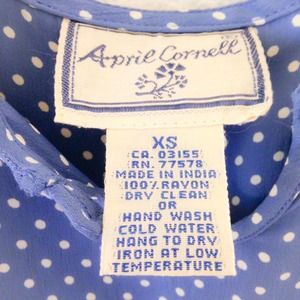 April Cornell
XS
CA. 03155
RN. 77578
MADE IN INDIA
100% RAYON
DRY CLEAN
OR
HAND WASH
COLD WATER
HANG TO DRY
IRON AT LOW
TEMPERATURE